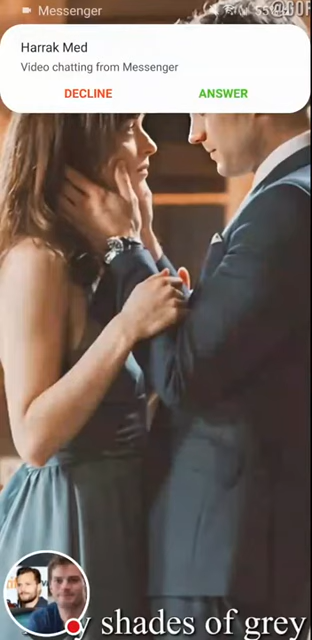 Messenger
Harrak Med
Video chatting from Messenger
DECLINE
ANSWER
shades of grey